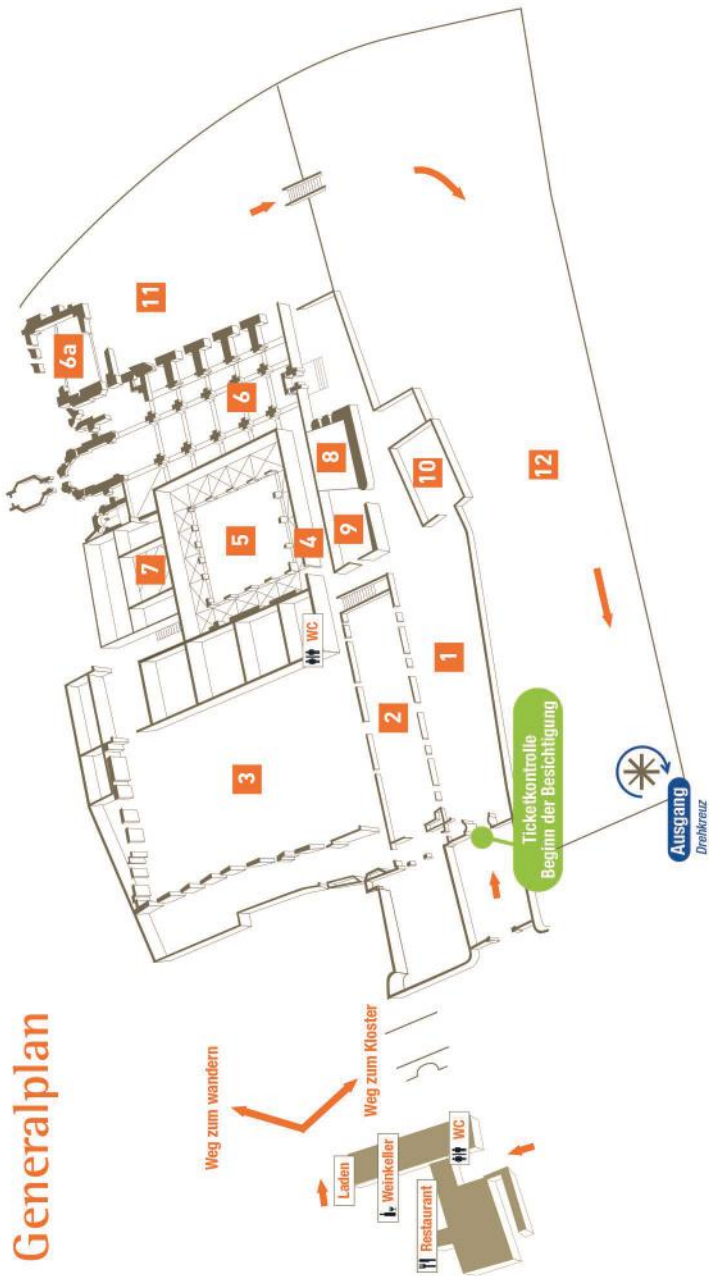 Generalplan
Weg zum wandern
Weg zum Kloster
Laden
Weinkeller
WC
Restaurant
3
WC
7
5
4
6a
11
6
2
1
9
8
10
12
Ticketkontrolle
Beginn der Besichtigung
Ausgang
Drehkreuz